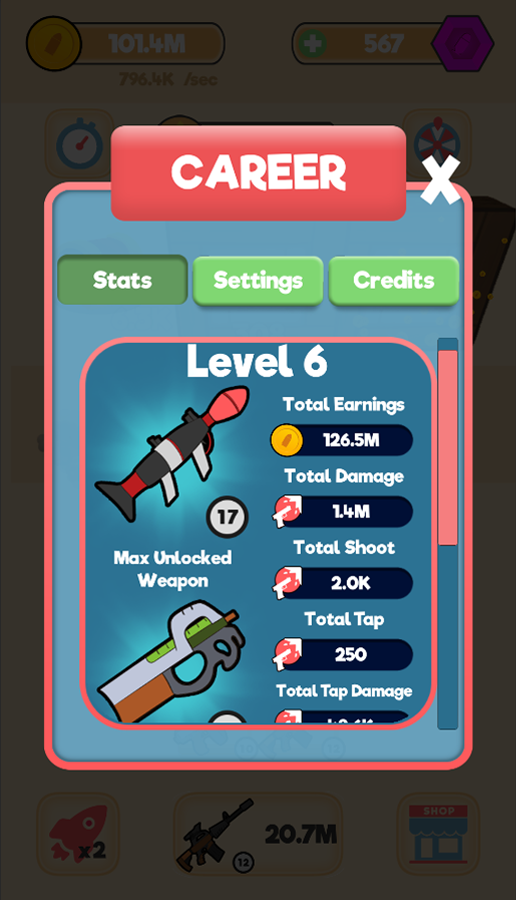 101.4M
567
796.4K /sec
CAREER
X
Stats
Settings
Credits
Level 6
Total Earnings
126.5M
Total Damage
17
1.4M
Total Shoot
Max Unlocked
Weapon
2.0K
Total Tap
250
Total Tap Damage
SHOP
x2
12
20.7M